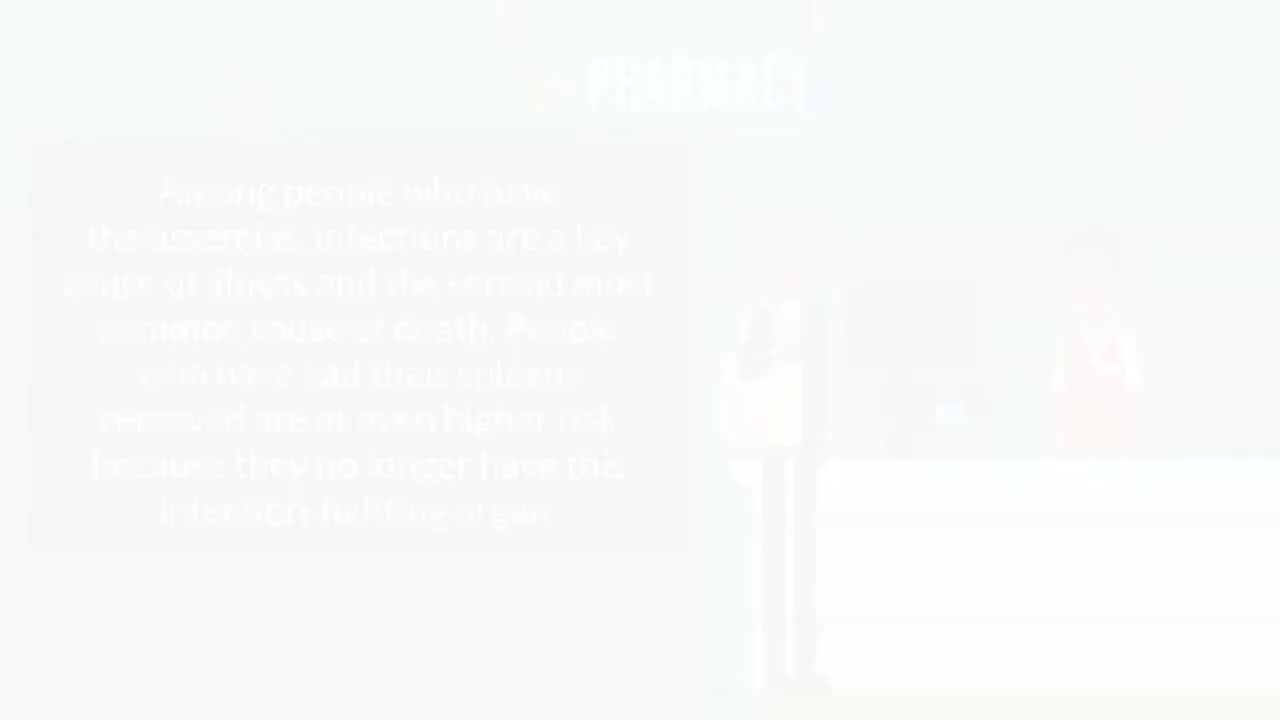 PHARMACY
Among people who have
thalassemia, infections are a key
cause of illness and the second most
common cause of death. People
who have had their spleens
removed are at even higher risk
because they no longer have this
infection-fighting organ.